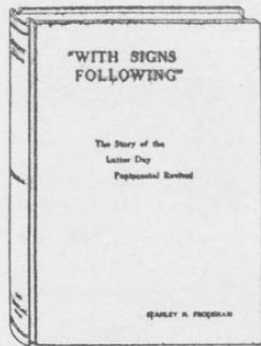 "WITH SIGNS
FOLLOWING"
The Story of the
Latter Day
Pentecostal Revival
STANLEY H. FRODSHAM